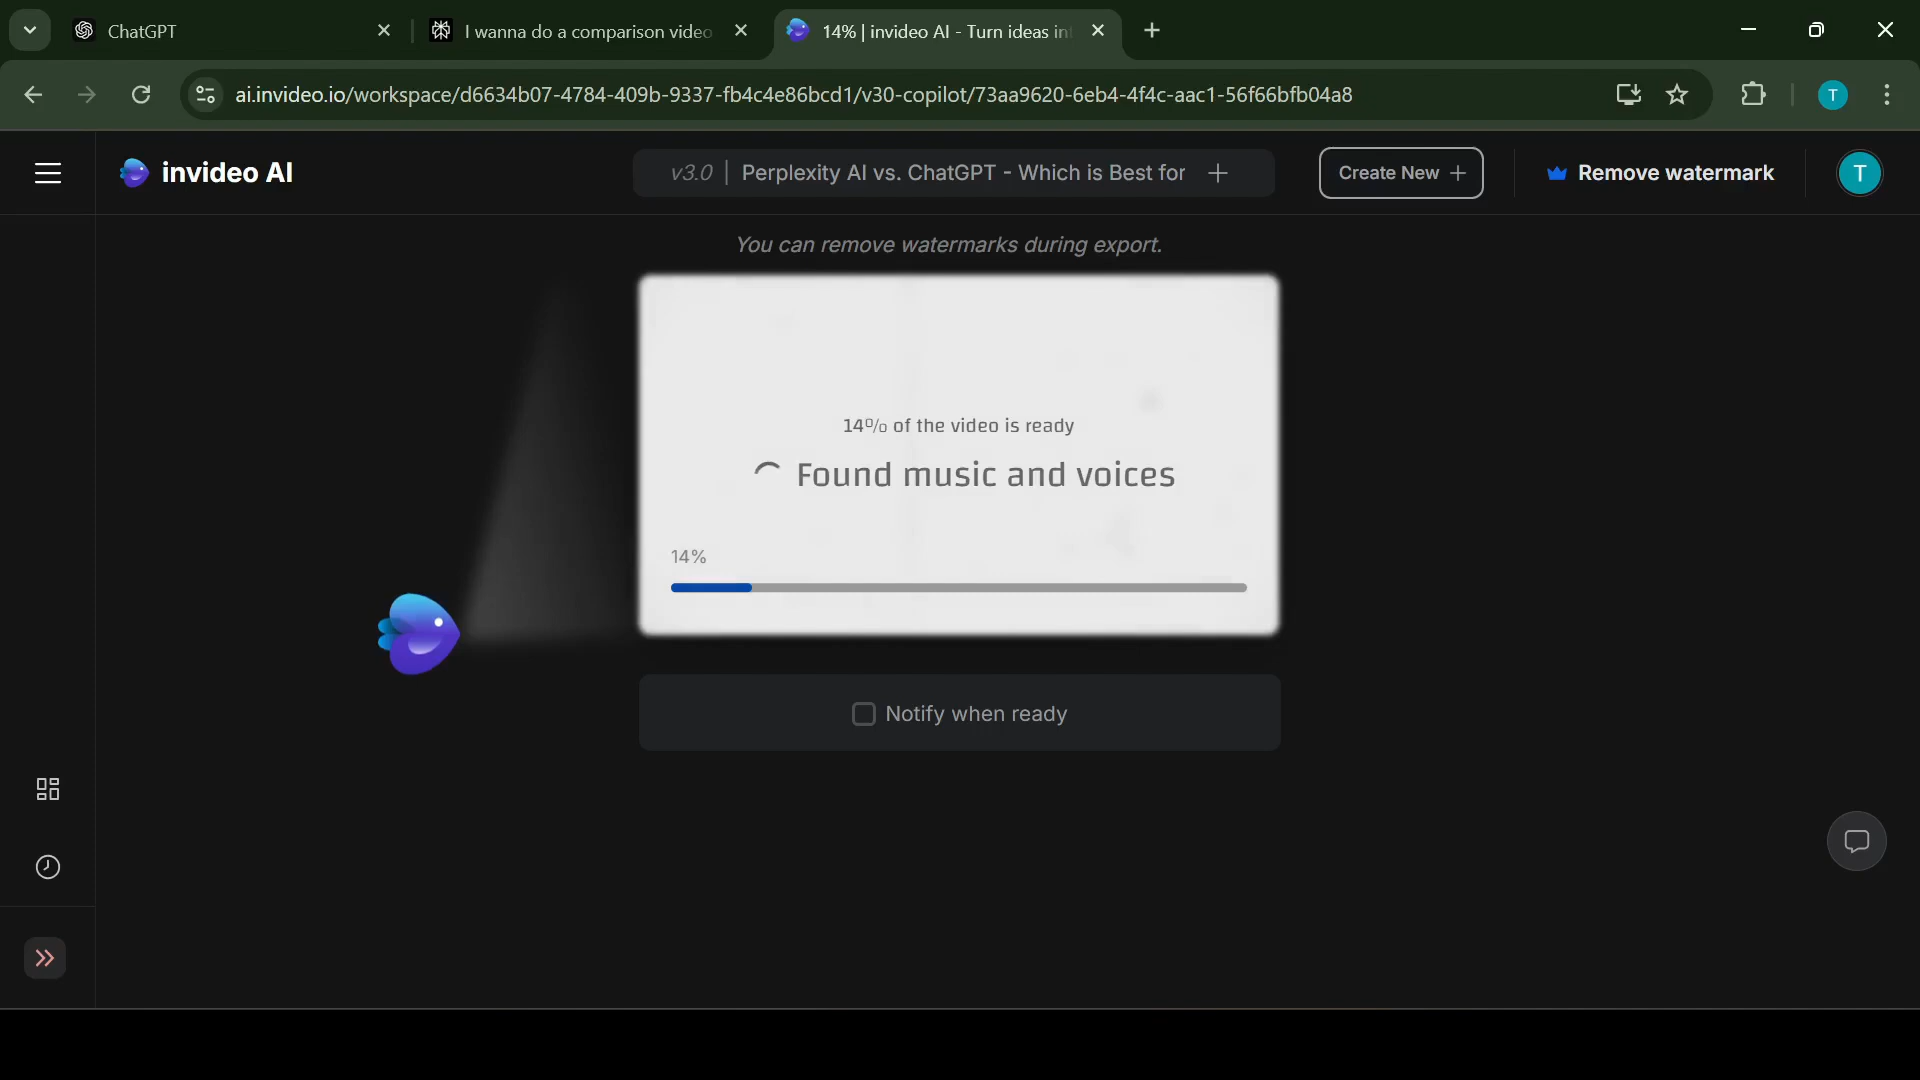 ChatGPT
I wanna do a comparison video
14% | invideo AI - Turn ideas in
ai.invideo.io/workspace/d6634b07-4784-409b-9337-fb4c4e86bcd1/v30-copilot/73aa9620-6eb4-4f4c-aac1-56f66bfb04a8
T
invideo AI
v3.0 | Perplexity AI vs. ChatGPT - Which is Best for
Create New
Remove watermark
T
You can remove watermarks during export.
14% of the video is ready
Found music and voices
14%
Notify when ready